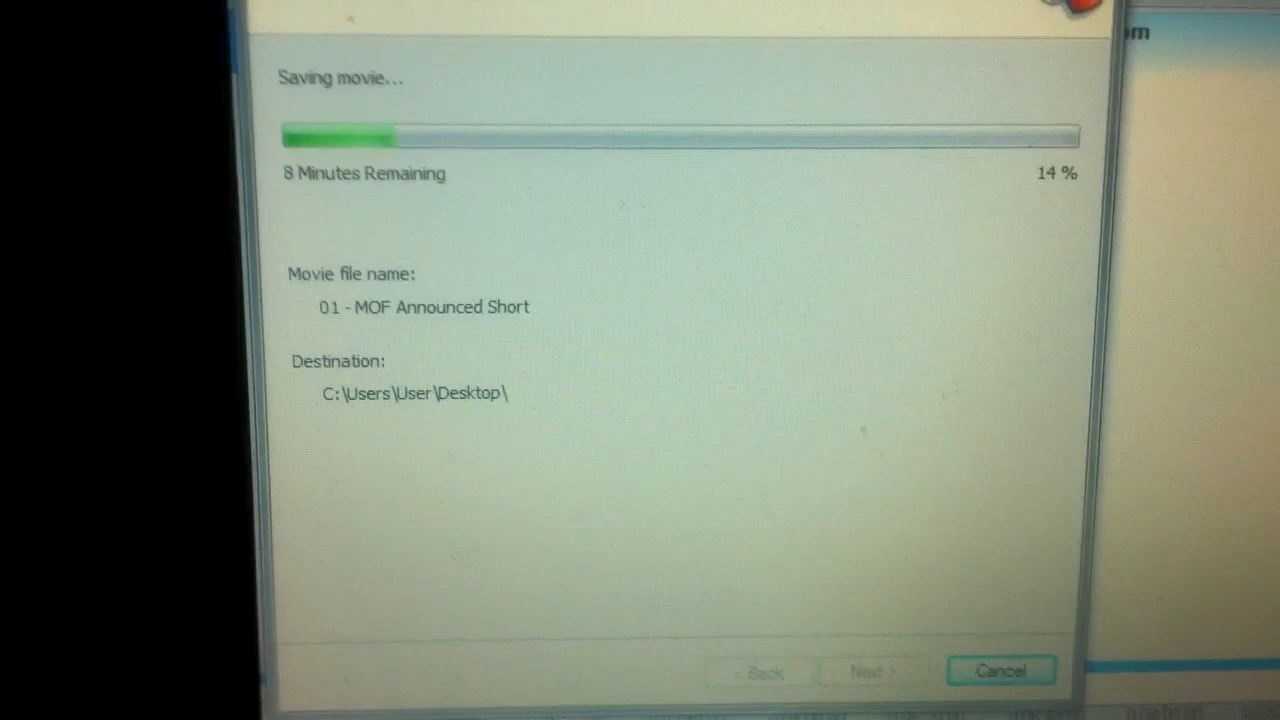 Saving movie...
8 Minutes Remaining
14 %
Movie file name:
01 - MOF Announced Short
Destination:
C:\Users\User\Desktop\
< Back
Next >
Cancel